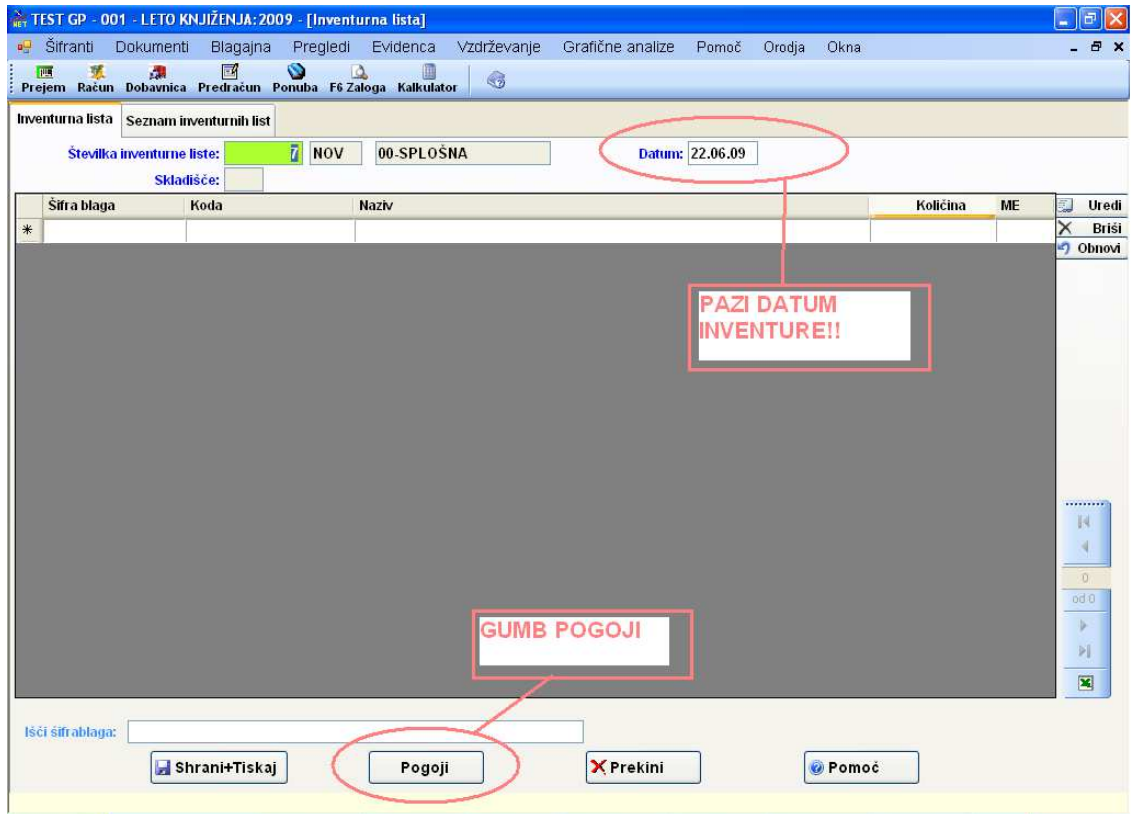 TEST GP - 001 - LETO KNJIŽENJA:2009 - [Inventurna lista]
Šifranti Dokumenti Blagajna Pregledi Evidenca Vzdrževanje Grafične analize Pomoč Orodja Okna
Prejem Račun Dobavnica Predračun Ponuba F6 Zaloga Kalkulator
Inventurna lista Seznam inventurnih list
Številka inventurne liste: 7 NOV 00-SPLOŠNA Datum: 22.06.09
Skladišče:
Šifra blaga Koda Naziv Količina ME Uredi
Briši
Obnovi
PAZI DATUM
INVENTURE!!
0
od 0
GUMB POGOJI
Išči šifrablaga:
Shrani+Tiskaj Pogoji Prekini Pomoč